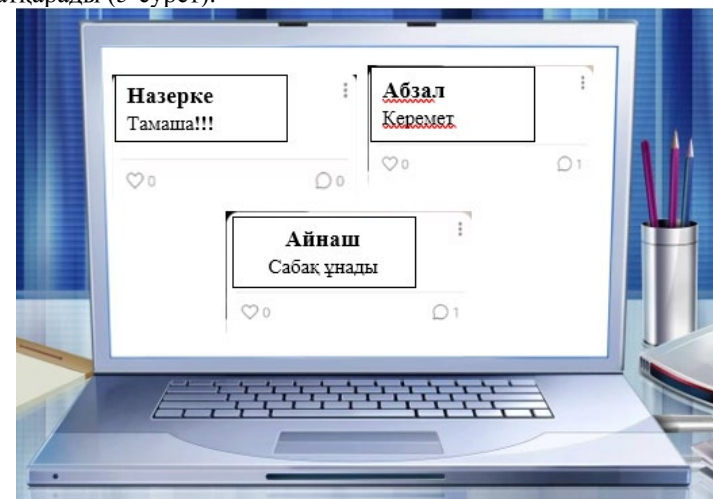 Назерке
Тамаша!!!
0
0
Абзал
Керемет
0
1
Айнаш
Сабақ ұнады
0
1